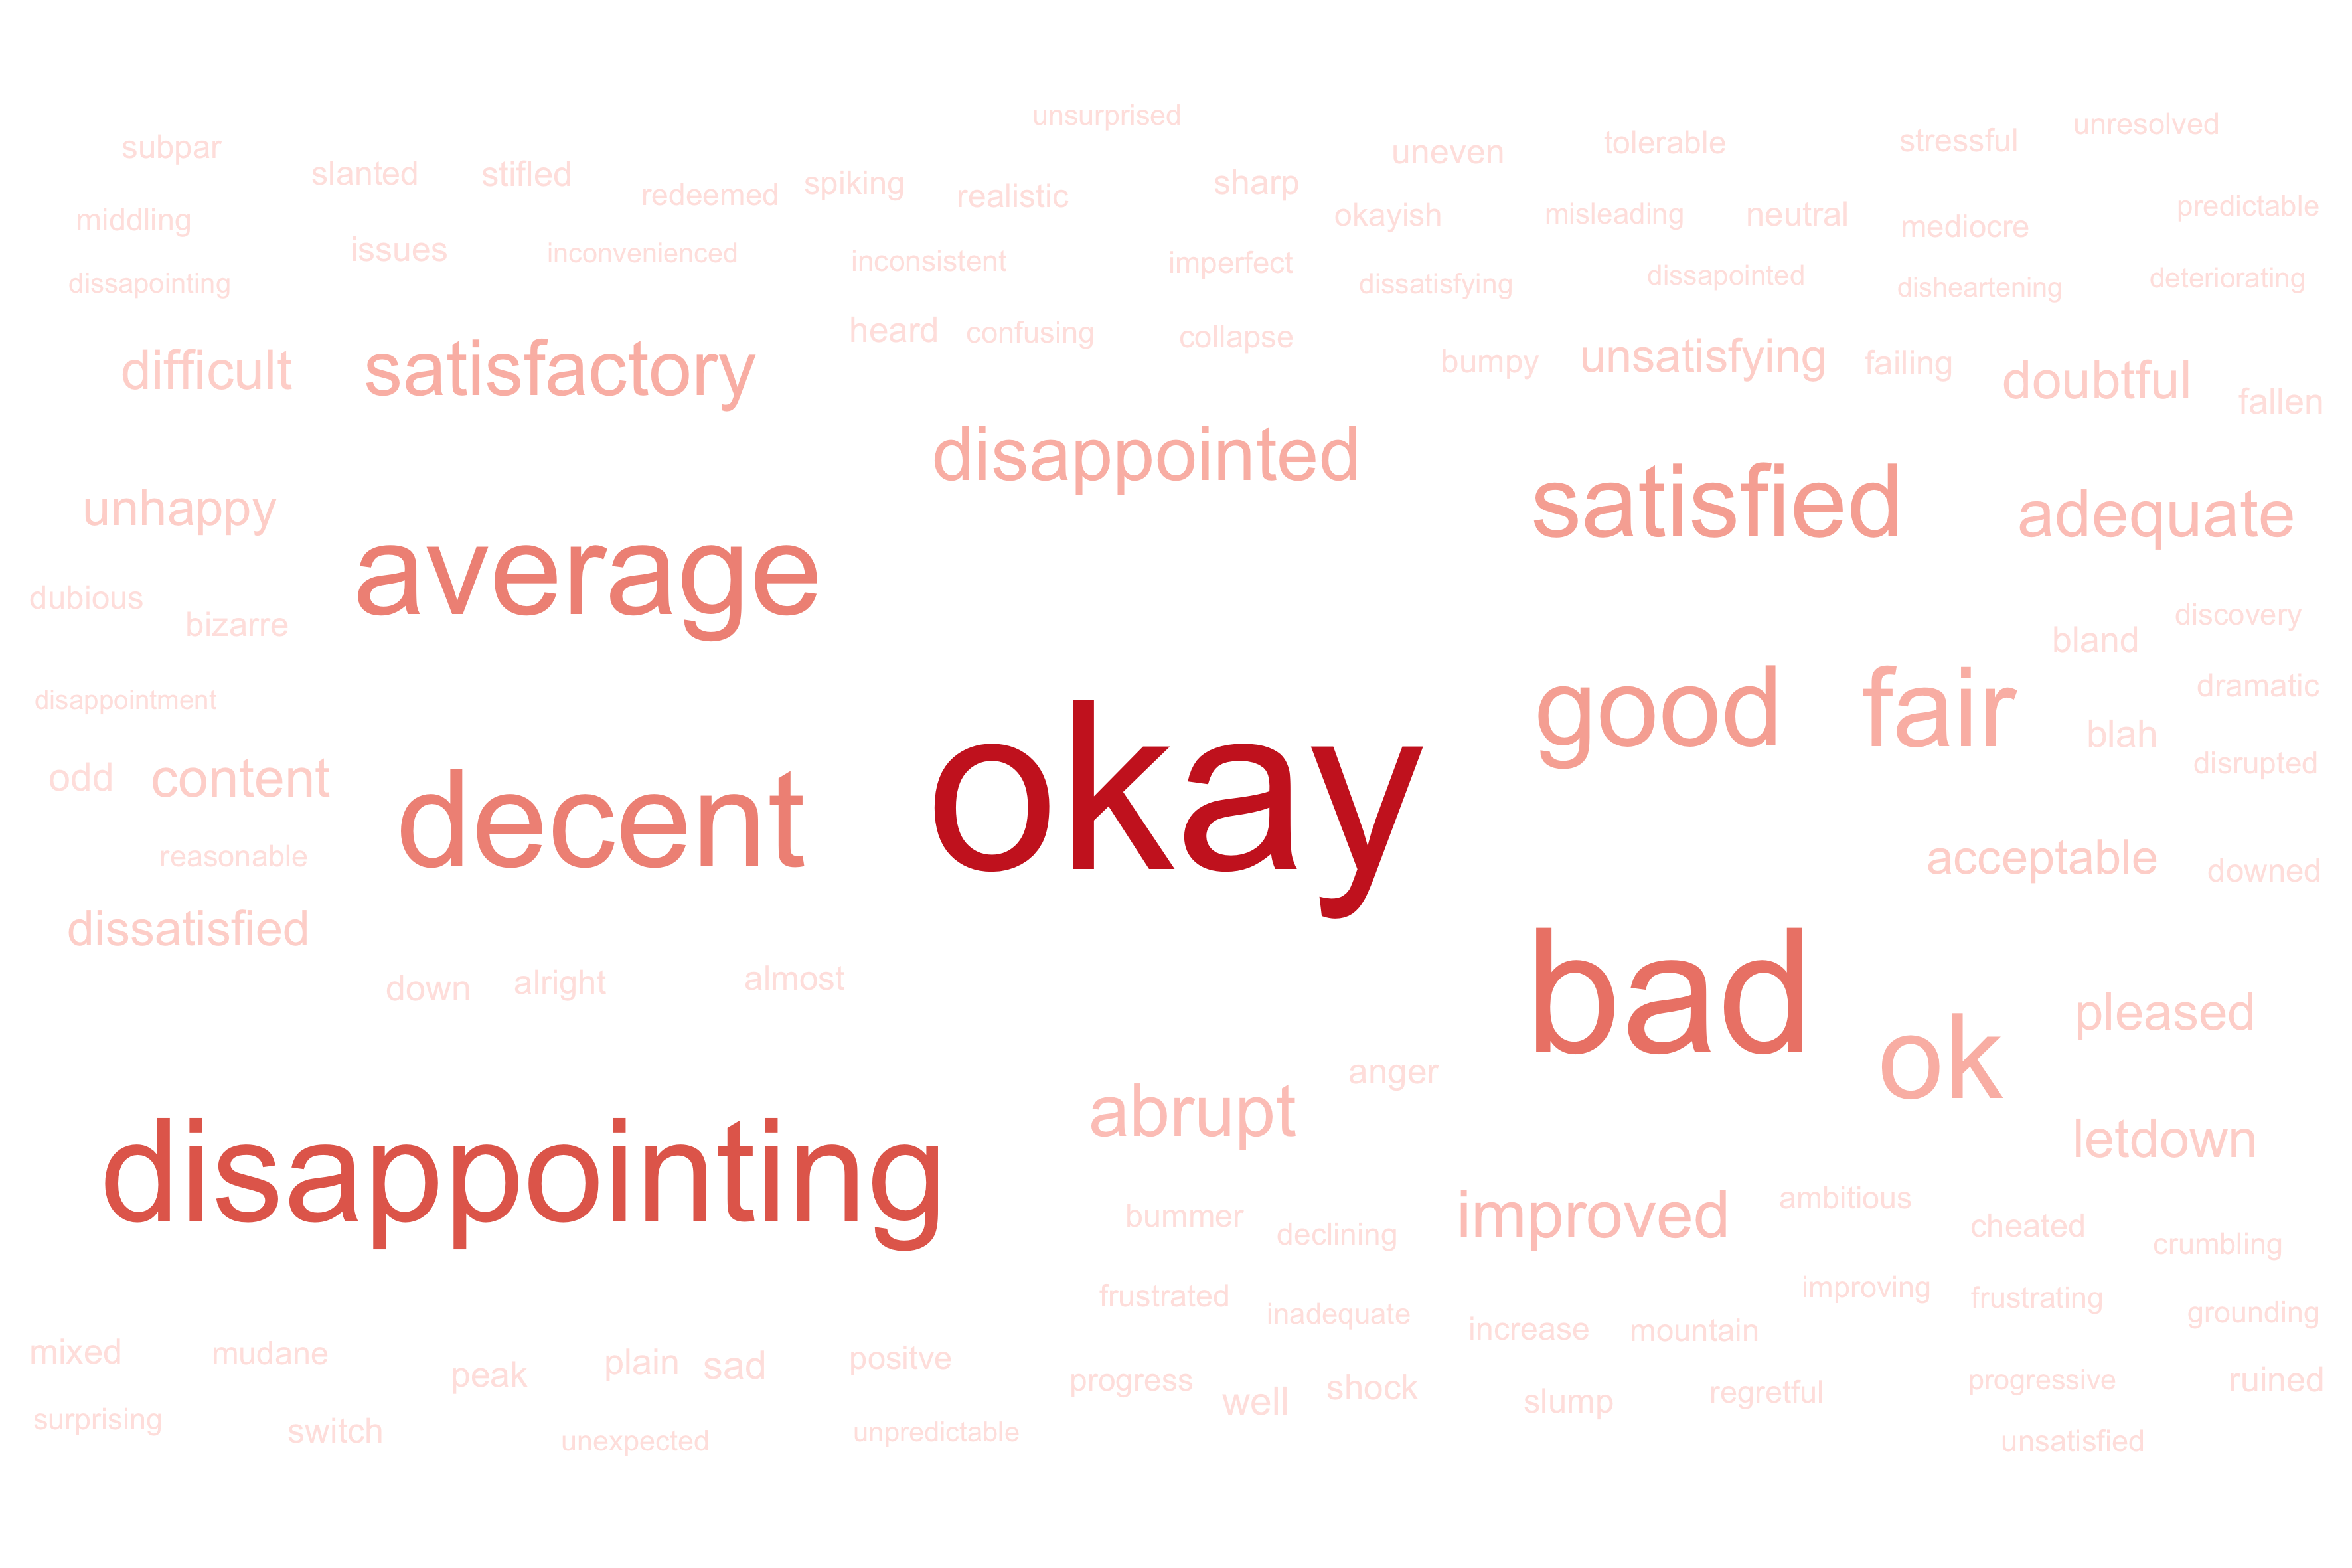 unsurprised
subpar
slanted
stifled
redeemed
spiking
realistic
sharp
uneven
tolerable
stressful
unresolved
middling
issues
inconvenienced
inconsistent
imperfect
okayish
misleading
neutral
mediocre
predictable
dissapointing
heard
confusing
collapse
dissatisfying
dissapointed
disheartening
deteriorating
difficult
satisfactory
disappointed
bumpy
unsatisfying
failing
doubtful
fallen
unhappy
average
satisfied
adequate
dubious
bizarre
discovery
bland
disappointment
good
fair
dramatic
blah
odd
content
decent
okay
disrupted
reasonable
acceptable
downed
dissatisfied
down
alright
almost
bad
ok
pleased
anger
abrupt
letdown
disappointing
bummer
declining
improved
ambitious
cheated
crumbling
frustrated
inadequate
increase
mountain
improving
frustrating
grounding
mixed
mudane
peak
plain
sad
positve
progress
well
shock
slump
regretful
progressive
ruined
surprising
switch
unexpected
unpredictable
unsatisfied